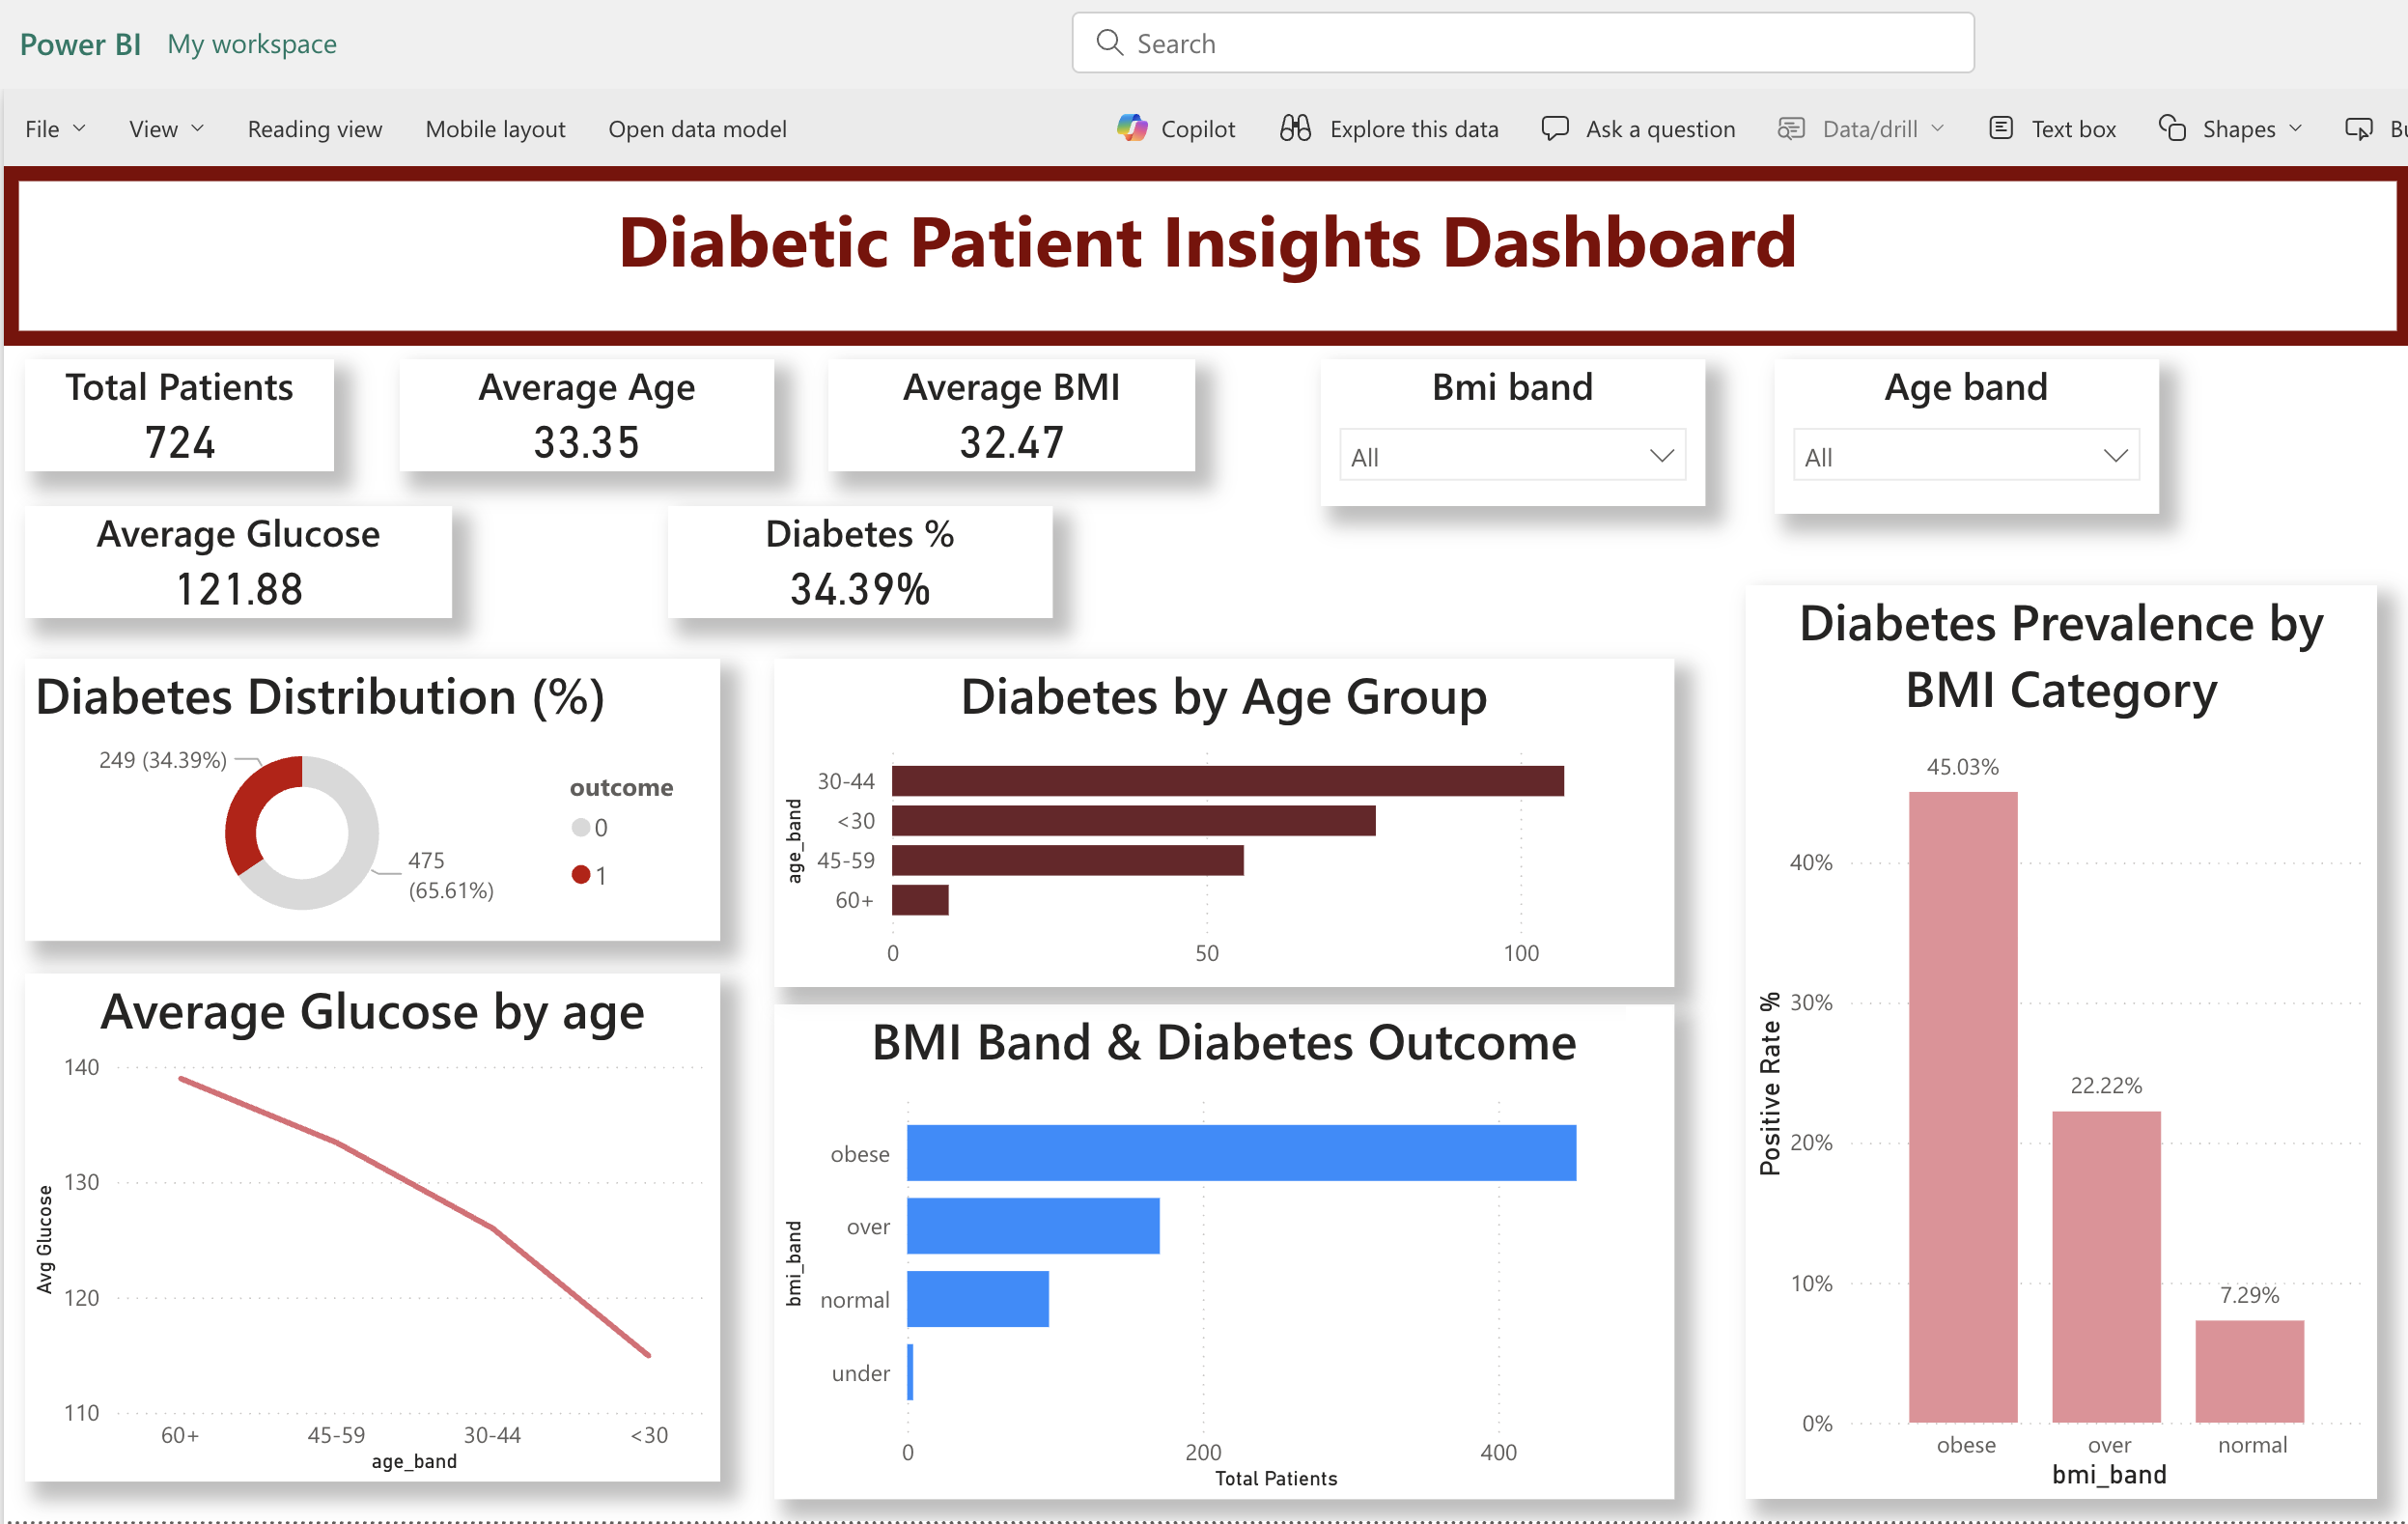 Power BI My workspace
Search
File View Reading view Mobile layout Open data model Copilot Explore this data Ask a question Data/drill Text box Shapes
Diabetic Patient Insights Dashboard
Total Patients
724
Average Age
33.35
Average BMI
32.47
Bmi band
All
Age band
All
Average Glucose
121.88
Diabetes %
34.39%
Diabetes Distribution (%)
249 (34.39%)
475
(65.61%)
outcome
0
1
Diabetes by Age Group
age_band
30-44
<30
45-59
60+
0 50 100
Diabetes Prevalence by
BMI Category
Positive Rate %
45.03%
40%
30%
22.22%
20%
10%
7.29%
0%
obese over normal
bmi_band
Average Glucose by age
Avg Glucose
140
130
120
110
60+ 45-59 30-44 <30
age_band
BMI Band & Diabetes Outcome
bmi_band
obese
over
normal
under
0 200 400
Total Patients